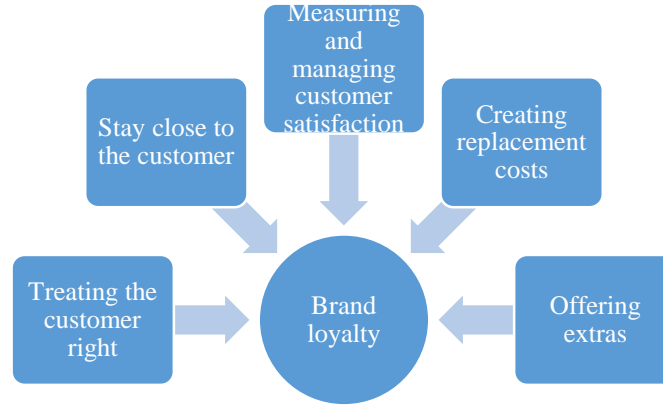 Measuring
and
managing
customer
satisfaction
Stay close to
the customer
Creating
replacement
costs
Treating the
customer
right
Brand
loyalty
Offering
extras